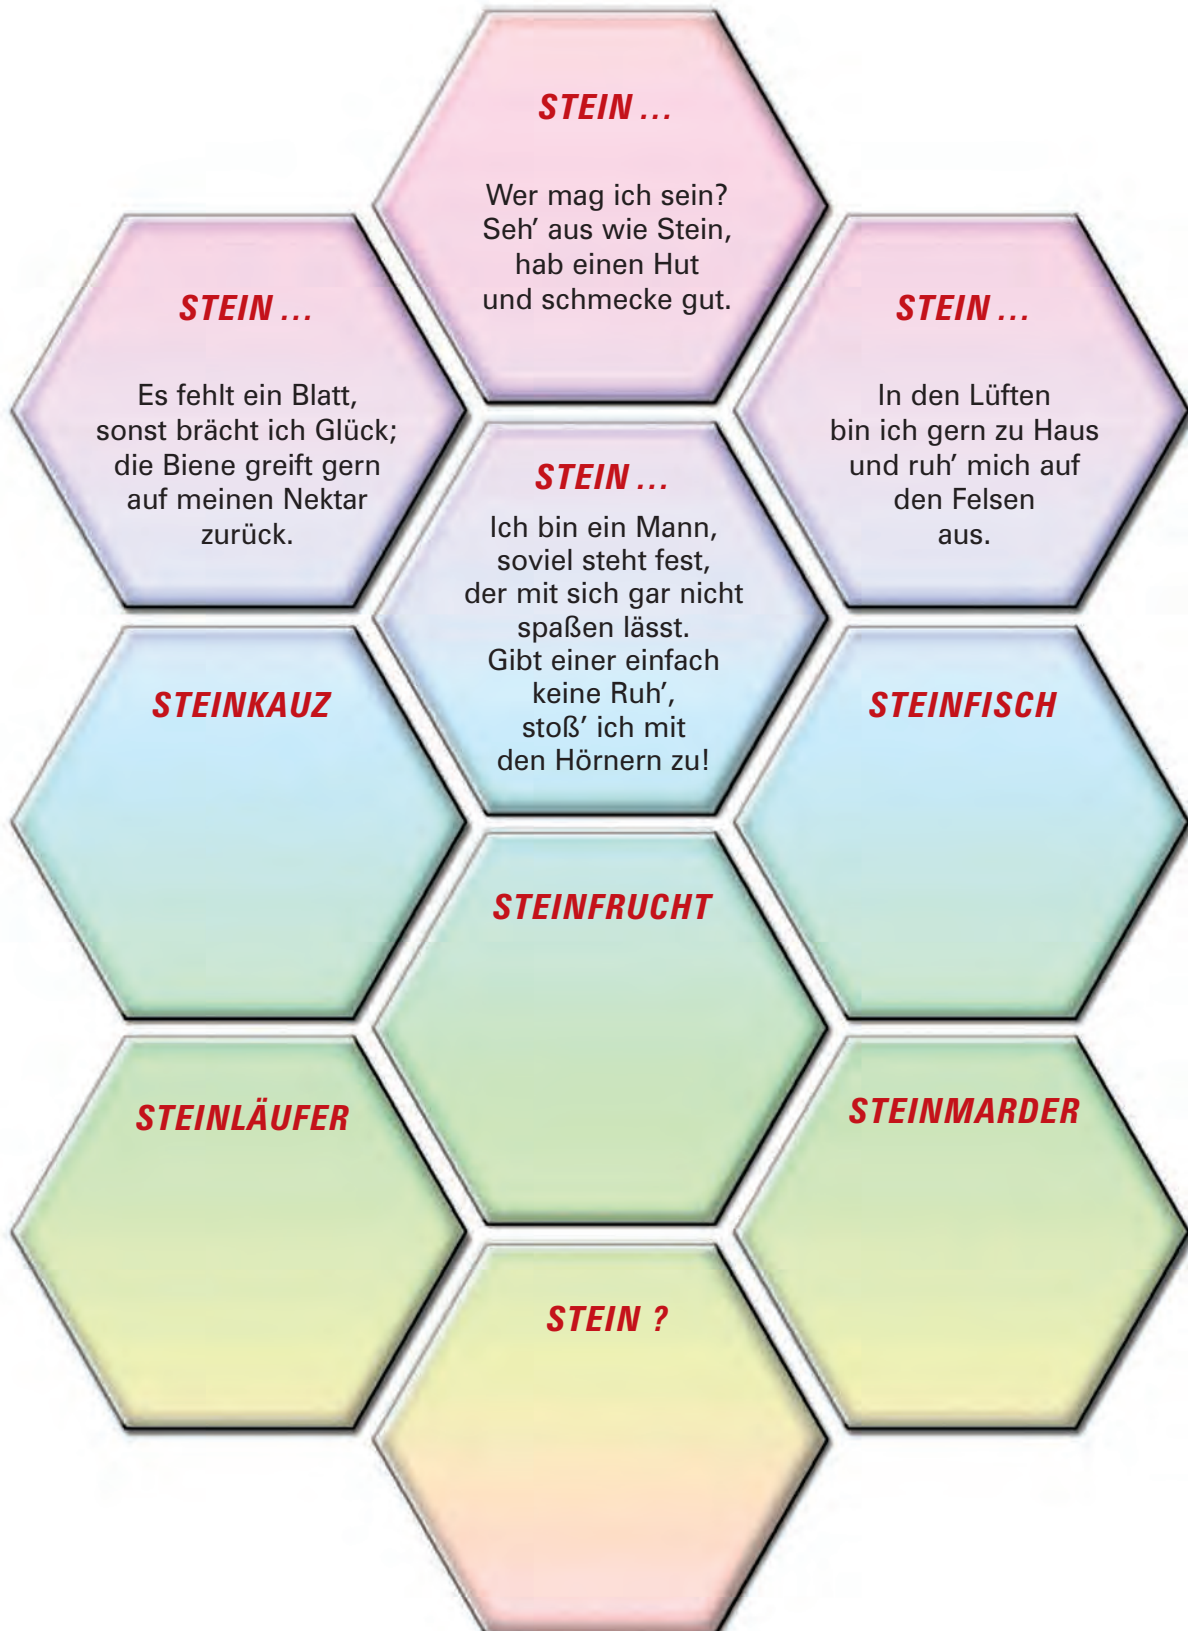 STEIN ...
Wer mag ich sein?
Seh’ aus wie Stein,
hab einen Hut
und schmecke gut.
STEIN ...
Es fehlt ein Blatt,
sonst brächt ich Glück;
die Biene greift gern
auf meinen Nektar
zurück.
STEIN ...
In den Lüften
bin ich gern zu Haus
und ruh’ mich auf
den Felsen
aus.
STEIN ...
Ich bin ein Mann,
soviel steht fest,
der mit sich gar nicht
spaßen lässt.
Gibt einer einfach
keine Ruh’,
stoß’ ich mit
den Hörnern zu!
STEINKAUZ
STEINFISCH
STEINFRUCHT
STEINLÄUFER
STEINMARDER
STEIN ?